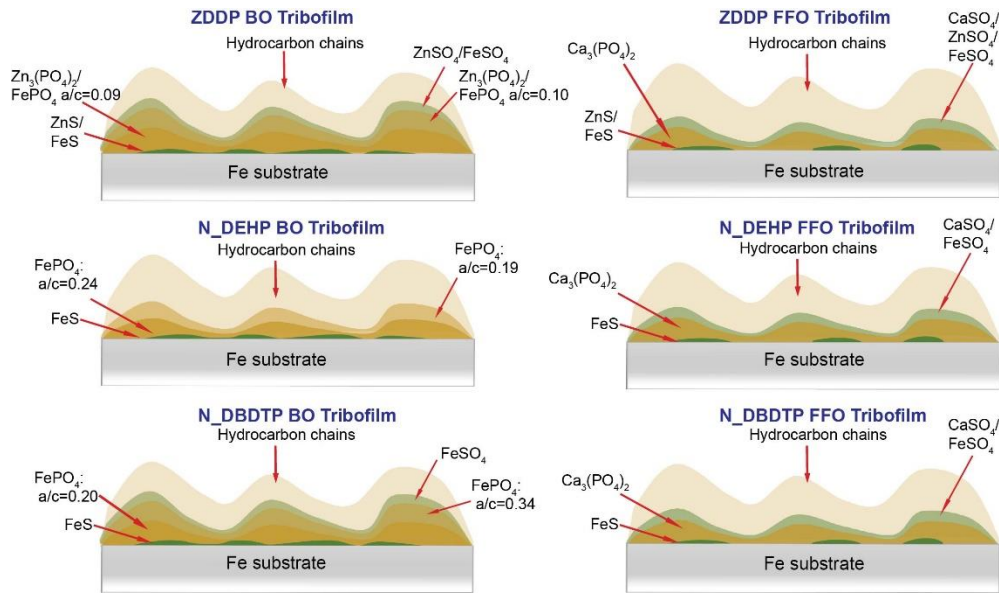 ZDDP BO Tribofilm
Hydrocarbon chains
Zn₃(PO₄)₂/
FePO₄ a/c=0.09
ZnS/
FeS
ZnSO₄/FeSO₄
Zn₃(PO₄)₂/
FePO₄ a/c=0.10
Fe substrate
ZDDP FFO Tribofilm
Hydrocarbon chains
Ca₃(PO₄)₂
ZnS/
FeS
CaSO₄/
ZnSO₄/
FeSO₄
Fe substrate
N_DEHP BO Tribofilm
Hydrocarbon chains
FePO₄:
a/c=0.24
FeS
FePO₄:
a/c=0.19
Fe substrate
N_DEHP FFO Tribofilm
Hydrocarbon chains
Ca₃(PO₄)₂
FeS
CaSO₄/
FeSO₄
Fe substrate
N_DBDTP BO Tribofilm
Hydrocarbon chains
FePO₄:
a/c=0.20
FeS
FeSO₄
FePO₄:
a/c=0.34
Fe substrate
N_DBDTP FFO Tribofilm
Hydrocarbon chains
Ca₃(PO₄)₂
FeS
CaSO₄/
FeSO₄
Fe substrate